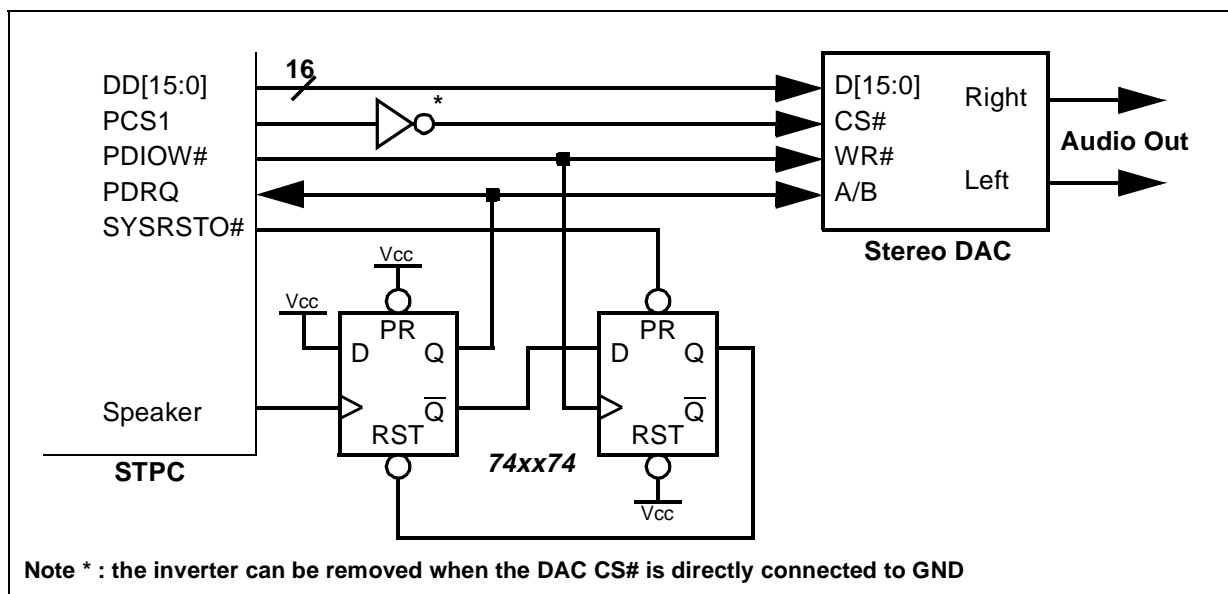 16
DD[15:0]
PCS1
PDIOW#
PDRQ
SYSRSTO#
Speaker
STPC
*
D[15:0]
CS#
WR#
A/B
Right
Left
Audio Out
Stereo DAC
Vcc
Vcc
PR
D
Q
Q
RST
74xx74
PR
D
Q
Q
RST
Vcc
Note * : the inverter can be removed when the DAC CS# is directly connected to GND